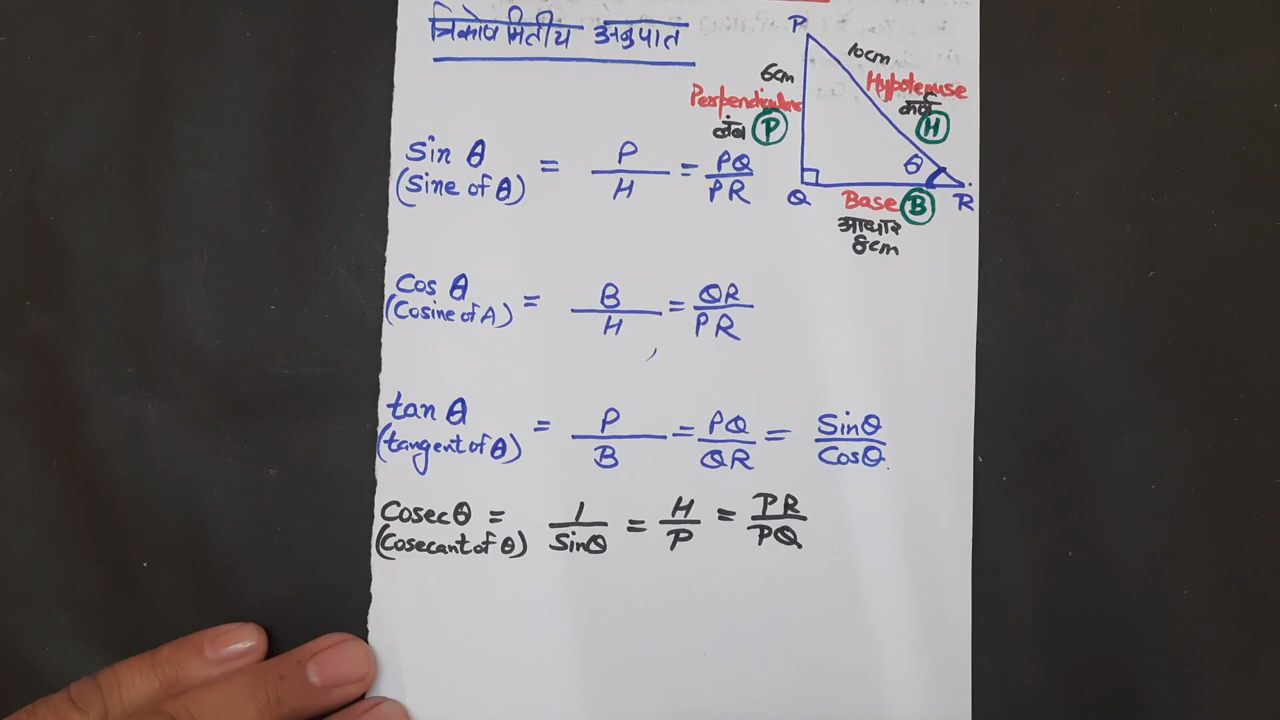 त्रिकोणमितीय अनुपात
P
10cm
6cm
Hypotenuse
कर्ण
H
Perpendicular
लंब P
θ
Q
Base B
R
आधार
8cm
Sin θ = P/H = PQ/PR
(Sine of θ)
Cos θ = B/H = QR/PR
(Cosine of A)
tan θ = P/B = PQ/QR = Sinθ/Cosθ
(tangent of θ)
Cosec θ = 1/Sinθ = H/P = PR/PQ
(Cosecant of θ)